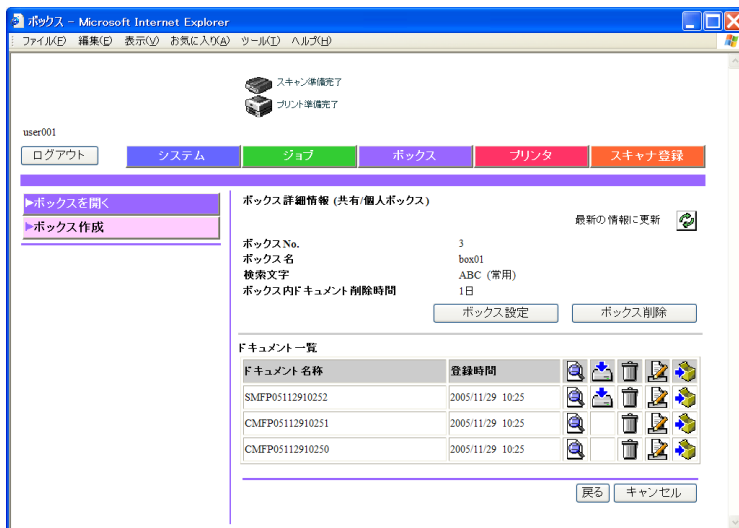 ボックス - Microsoft Internet Explorer
ファイル(F) 編集(E) 表示(V) お気に入り(A) ツール(T) ヘルプ(H)
スキャン準備完了
プリント準備完了
user001
ログアウト システム ジョブ ボックス プリンタ スキャナ登録
▶ボックスを開く
▶ボックス作成
ボックス詳細情報 (共有/個人ボックス)
最新の情報に更新
ボックスNo. 3
ボックス名 box01
検索文字 ABC (常用)
ボックス内ドキュメント削除時間 1日
ボックス設定 ボックス削除
ドキュメント一覧
ドキュメント名称 登録時間
SMFP05112910252 2005/11/29 10:25
CMFP05112910251 2005/11/29 10:25
CMFP05112910250 2005/11/29 10:25
戻る キャンセル